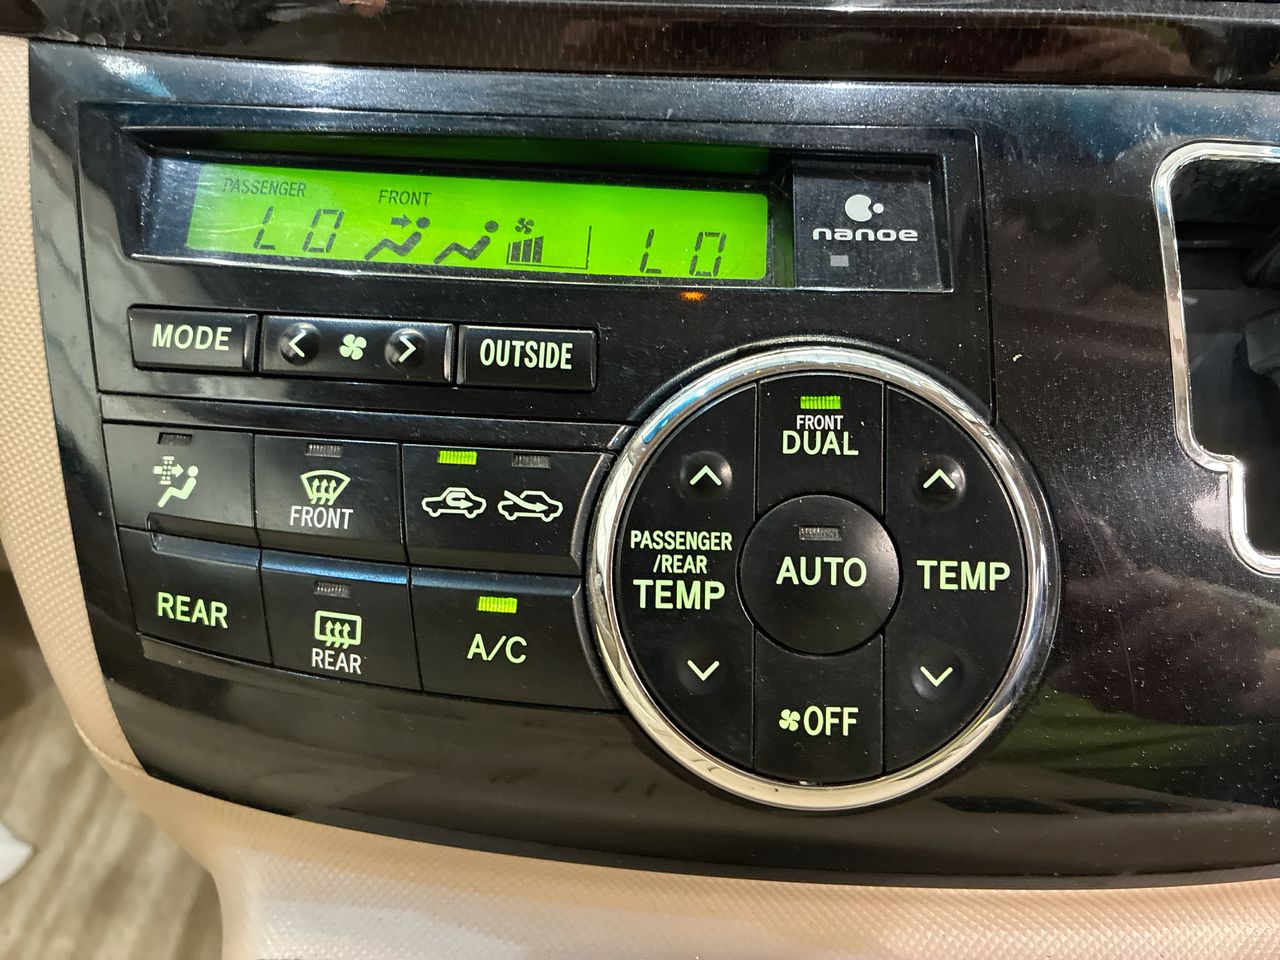 PASSENGER
FRONT
LO
LO
nanoe
MODE
OUTSIDE
FRONT
DUAL
FRONT
PASSENGER
/REAR
TEMP
AUTO
TEMP
REAR
REAR
A/C
OFF